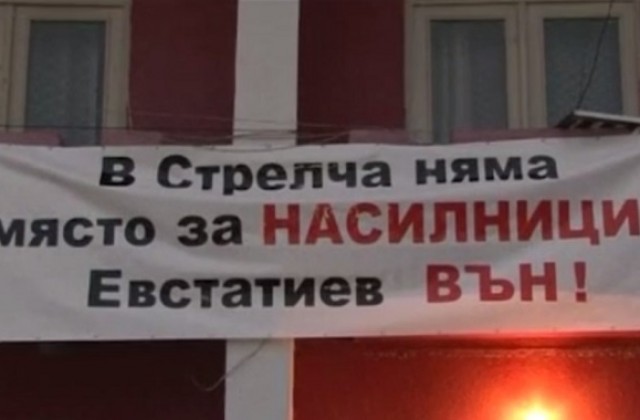 В Стрелча няма
място за НАСИЛНИЦИ
Евстатиев ВЪН!